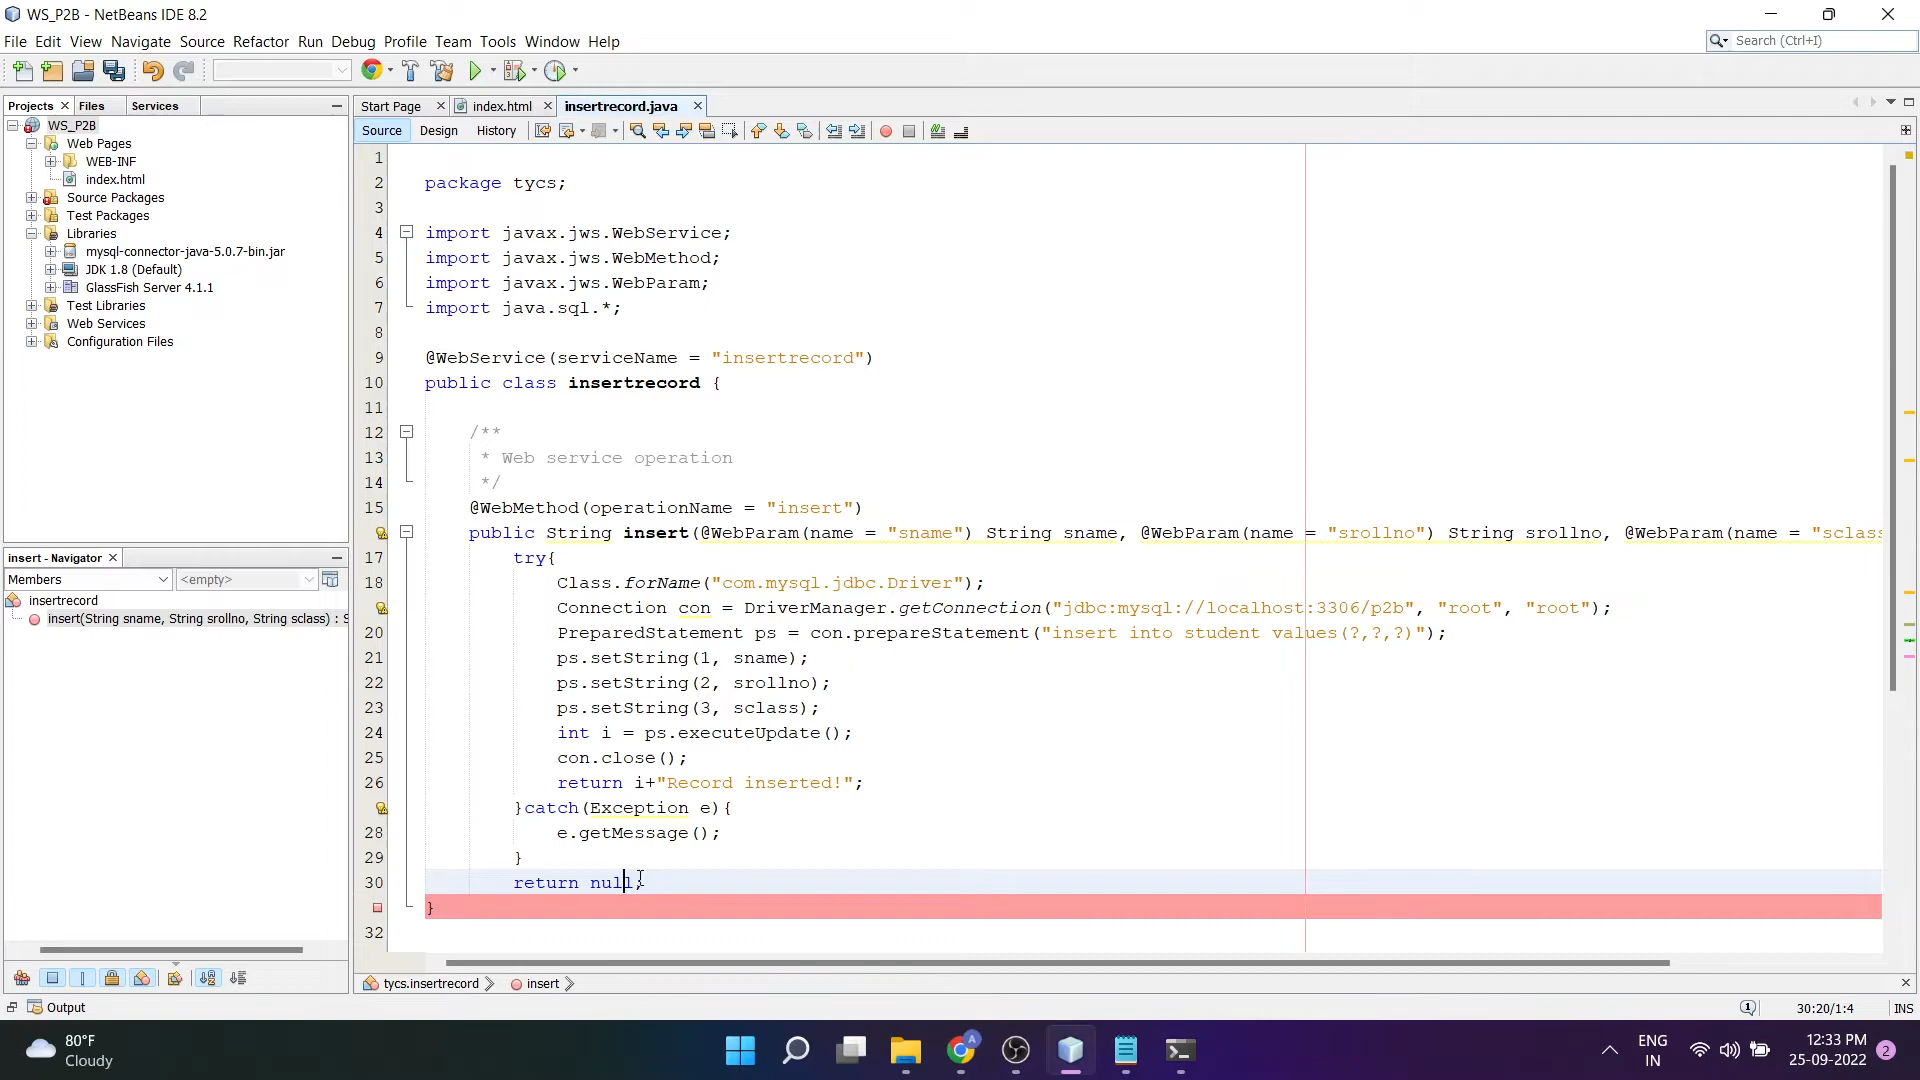 WS_P2B - NetBeans IDE 8.2
File Edit View Navigate Source Refactor Run Debug Profile Team Tools Window Help
Search (Ctrl+I)
Projects Files Services
Start Page index.html insertrecord.java
Source Design History
WS_P2B
Web Pages
WEB-INF
index.html
Source Packages
Test Packages
Libraries
mysql-connector-java-5.0.7-bin.jar
JDK 1.8 (Default)
GlassFish Server 4.1.1
Test Libraries
Web Services
Configuration Files
insert - Navigator
Members <empty>
insertrecord
insert(String sname, String srollno, String sclass) : S
1
2 package tycs;
3
4 import javax.jws.WebService;
5 import javax.jws.WebMethod;
6 import javax.jws.WebParam;
7 import java.sql.*;
8
9 @WebService(serviceName = "insertrecord")
10 public class insertrecord {
11
12 /**
13 * Web service operation
14 */
15 @WebMethod(operationName = "insert")
public String insert(@WebParam(name = "sname") String sname, @WebParam(name = "srollno") String srollno, @WebParam(name = "sclass
17 try{
18 Class.forName("com.mysql.jdbc.Driver");
Connection con = DriverManager.getConnection("jdbc:mysql://localhost:3306/p2b", "root", "root");
20 PreparedStatement ps = con.prepareStatement("insert into student values(?,?,?)");
21 ps.setString(1, sname);
22 ps.setString(2, srollno);
23 ps.setString(3, sclass);
24 int i = ps.executeUpdate();
25 con.close();
26 return i+"Record inserted!";
}catch(Exception e){
28 e.getMessage();
29 }
30 return null;
}
32
tycs.insertrecord insert
Output
30:20/1:4 INS
80°F
Cloudy
ENG
IN
12:33 PM
25-09-2022
2